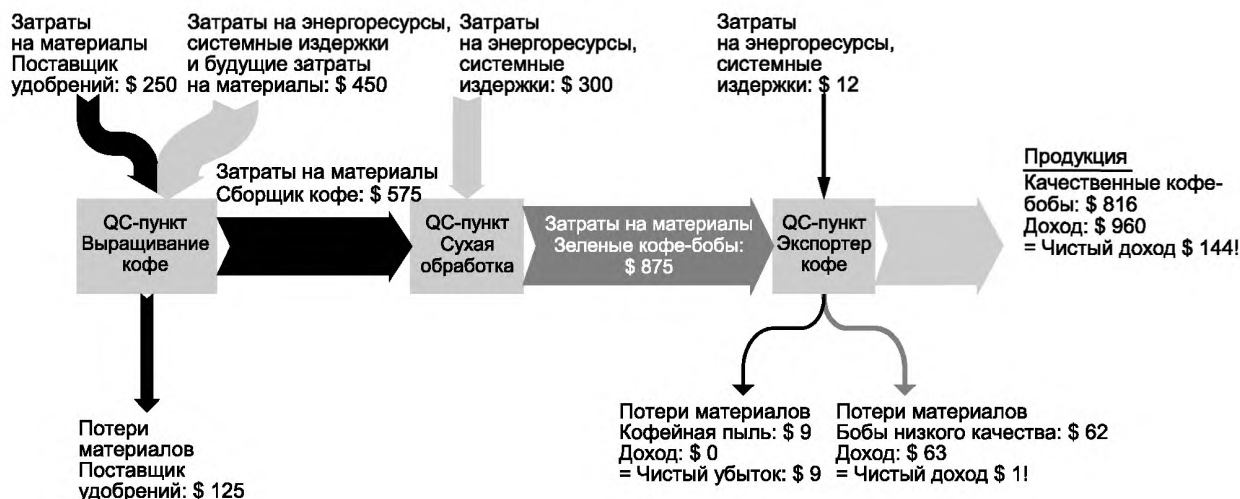 Затраты
на материалы
Поставщик
удобрений: $ 250
Затраты на энергоресурсы,
системные издержки
и будущие затраты
на материалы: $ 450
Затраты
на энергоресурсы,
системные
издержки: $ 300
Затраты
на энергоресурсы,
системные
издержки: $ 12
Затраты на материалы
Сборщик кофе: $ 575
QC-пункт
Выращивание
кофе
QC-пункт
Сухая
обработка
Затраты на материалы
Зеленые кофе-бобы:
$ 875
QC-пункт
Экспортер
кофе
Продукция
Качественные кофе-
бобы: $ 816
Доход: $ 960
= Чистый доход $ 144!
Потери
материалов
Поставщик
удобрений: $ 125
Потери материалов
Кофейная пыль: $ 9
Доход: $ 0
= Чистый убыток: $ 9
Потери материалов
Бобы низкого качества: $ 62
Доход: $ 63
= Чистый доход $ 1!